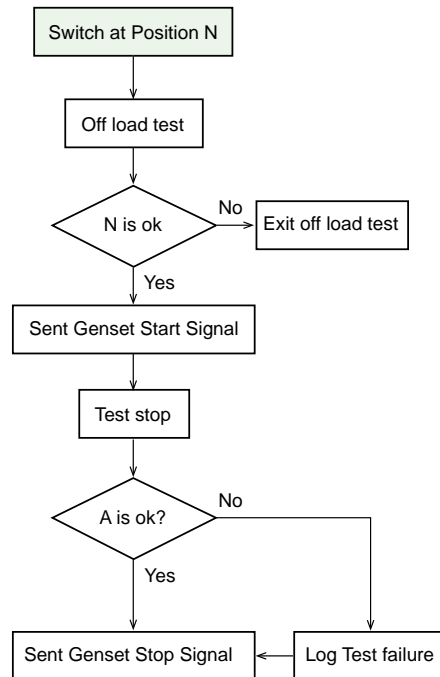 Switch at Position N
Off load test
N is ok
No
Exit off load test
Yes
Sent Genset Start Signal
Test stop
A is ok?
No
Yes
Sent Genset Stop Signal
Log Test failure